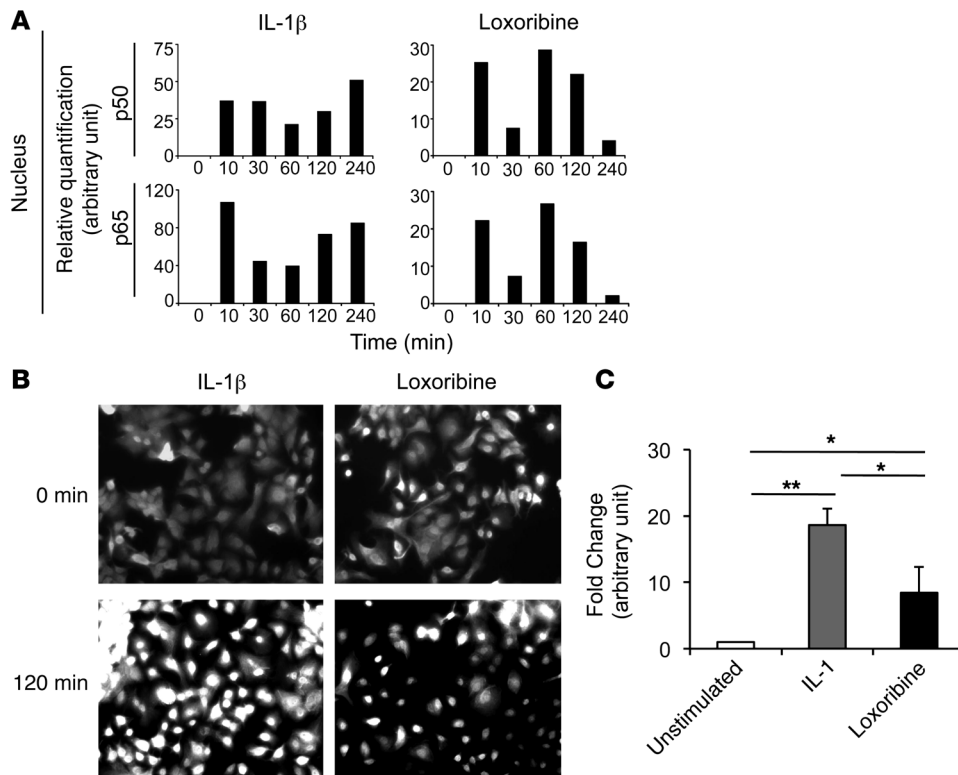 A
IL-1β
Loxoribine
Nucleus
Relative quantification
(arbitrary unit)
p50
75
50
25
0
0 10 30 60 120 240
30
20
10
0
0 10 30 60 120 240
p65
120
80
40
0
0 10 30 60 120 240
30
20
10
0
0 10 30 60 120 240
Time (min)
B
IL-1β
Loxoribine
0 min
120 min
C
Fold Change
(arbitrary unit)
30
20
10
0
*
**
*
Unstimulated
IL-1
Loxoribine